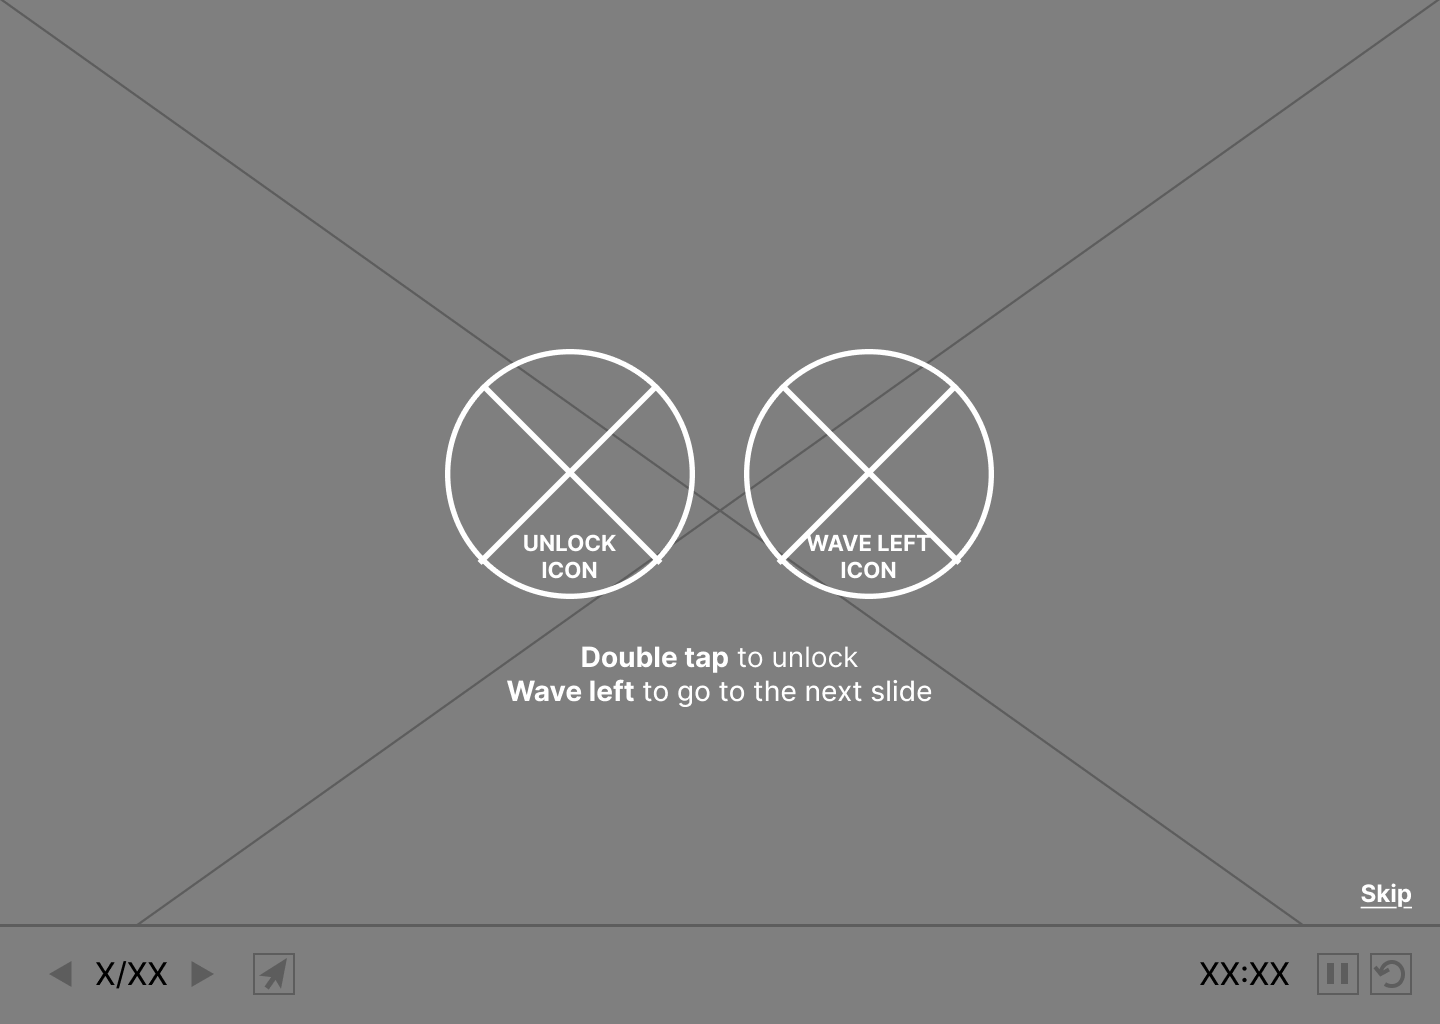 UNLOCK
ICON
WAVE LEFT
ICON
Double tap to unlock
Wave left to go to the next slide
Skip
X/XX
XX:XX